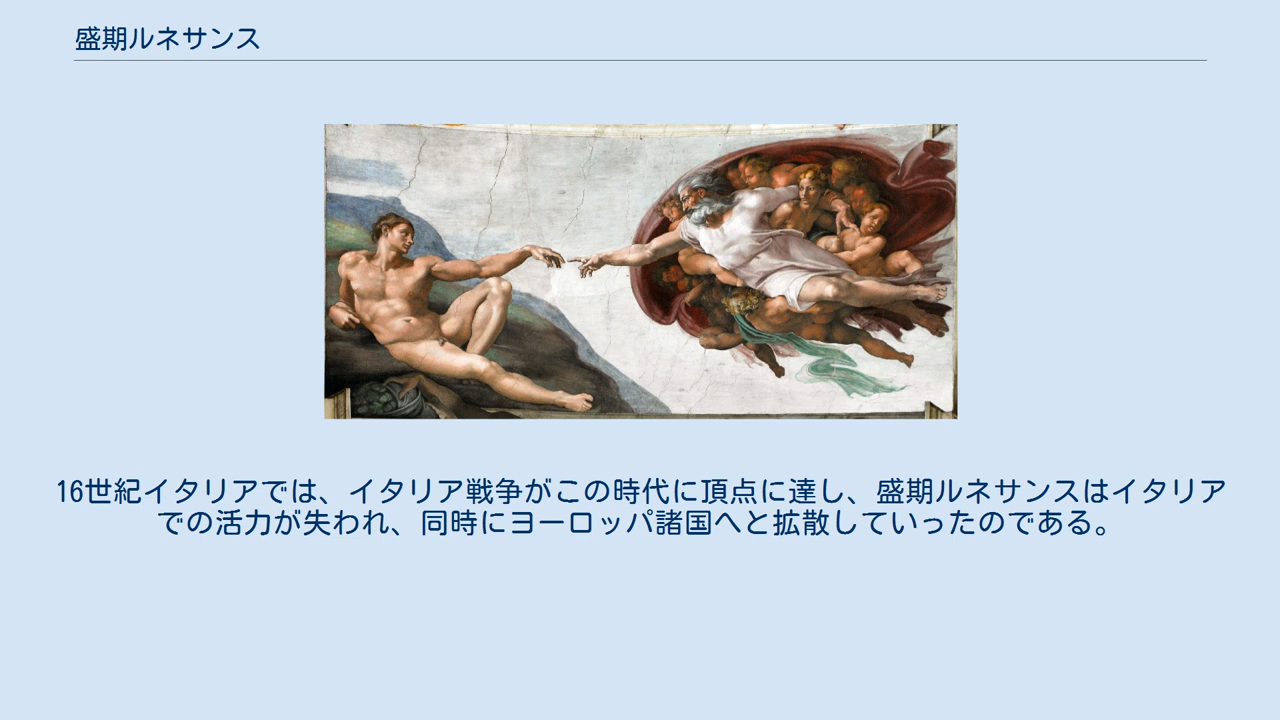 盛期ルネサンス
16世紀イタリアでは、イタリア戦争がこの時代に頂点に達し、盛期ルネサンスはイタリア
での活力が失われ、同時にヨーロッパ諸国へと拡散していったのである。